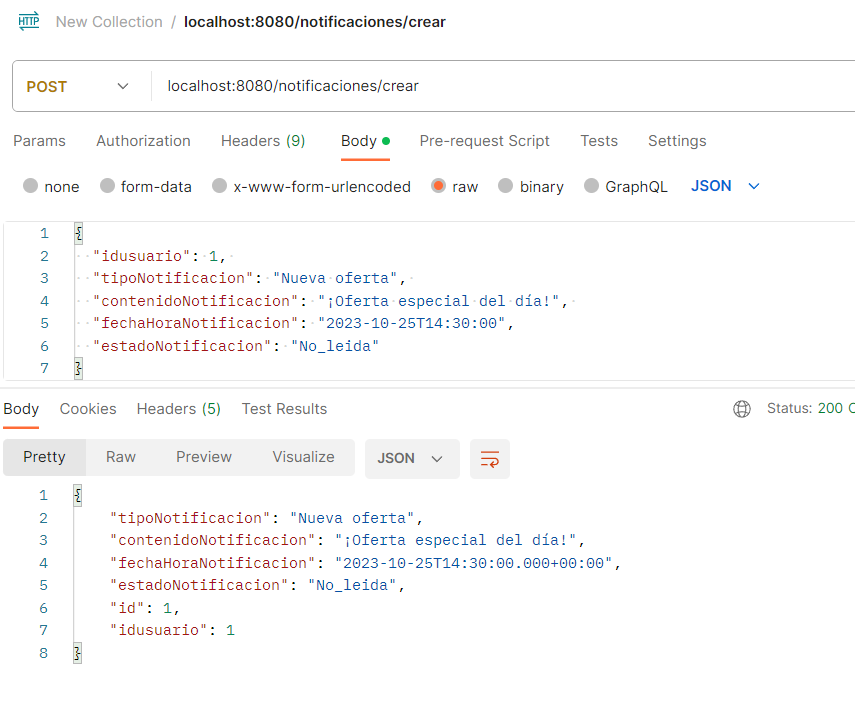 HTTP New Collection / localhost:8080/notificaciones/crear
POST localhost:8080/notificaciones/crear
Params Authorization Headers (9) Body Pre-request Script Tests Settings
none form-data x-www-form-urlencoded raw binary GraphQL JSON
1 {
2 "idusuario": 1,
3 "tipoNotificacion": "Nueva oferta",
4 "contenidoNotificacion": "¡Oferta especial del día!",
5 "fechaHoraNotificacion": "2023-10-25T14:30:00",
6 "estadoNotificacion": "No_leida"
7 }
Body Cookies Headers (5) Test Results Status: 200 O
Pretty Raw Preview Visualize JSON
1 {
2 "tipoNotificacion": "Nueva oferta",
3 "contenidoNotificacion": "¡Oferta especial del día!",
4 "fechaHoraNotificacion": "2023-10-25T14:30:00.000+00:00",
5 "estadoNotificacion": "No_leida",
6 "id": 1,
7 "idusuario": 1
8 }